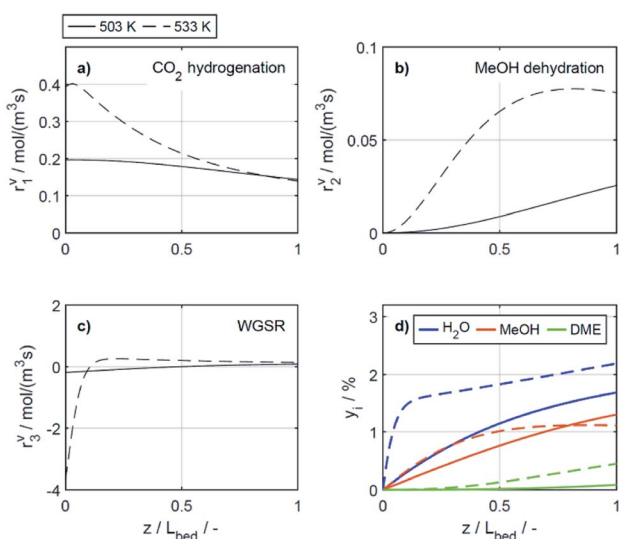 503 K 533 K
a) CO2 hydrogenation
r1v / mol/(m3s)
0.4
0.3
0.2
0.1
0
0 0.5 1
b) MeOH dehydration
r2v / mol/(m3s)
0.1
0.05
0
0 0.5 1
c) WGSR
r3v / mol/(m3s)
2
0
-2
-4
0 0.5 1
z / Lbed / -
d) H2O MeOH DME
yi / %
3
2
1
0
0 0.5 1
z / Lbed / -